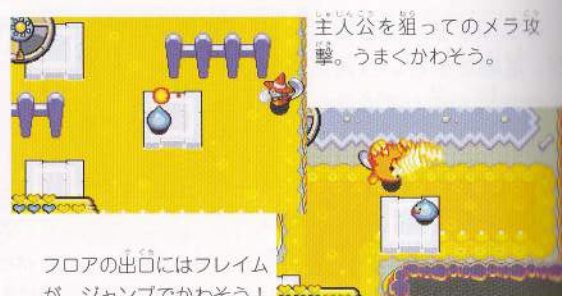 主人公を狙ってのメラ攻
撃。うまくかわそう。
フロアの出口にはフレイム
が。ジャンプでかわそう！